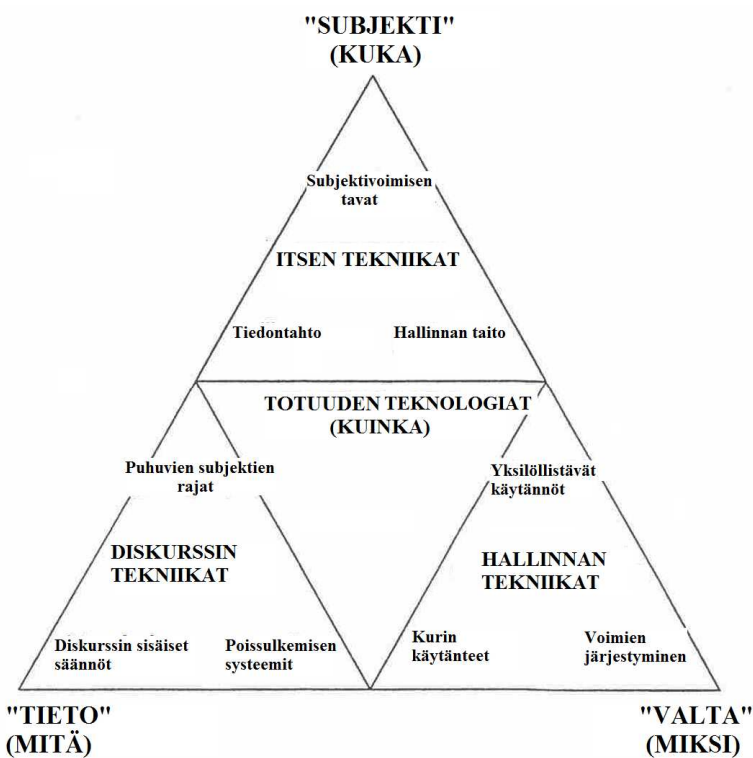 "SUBJEKTI"
(KUKA)
Subjektivoimisen
tavat
ITSEN TEKNIIKAT
Tiedontahto
Hallinnan taito
TOTUUDEN TEKNOLOGIAT
(KUINKA)
Puhuvien subjektien
rajat
Yksilöllistävät
käytännöt
DISKURSSIN
TEKNIIKAT
HALLINNAN
TEKNIIKAT
Diskurssin sisäiset
säännöt
Poissulkemisen
systeemit
Kurin
käytänteet
Voimien
järjestyminen
"TIETO"
(MITÄ)
"VALTA"
(MIKSI)